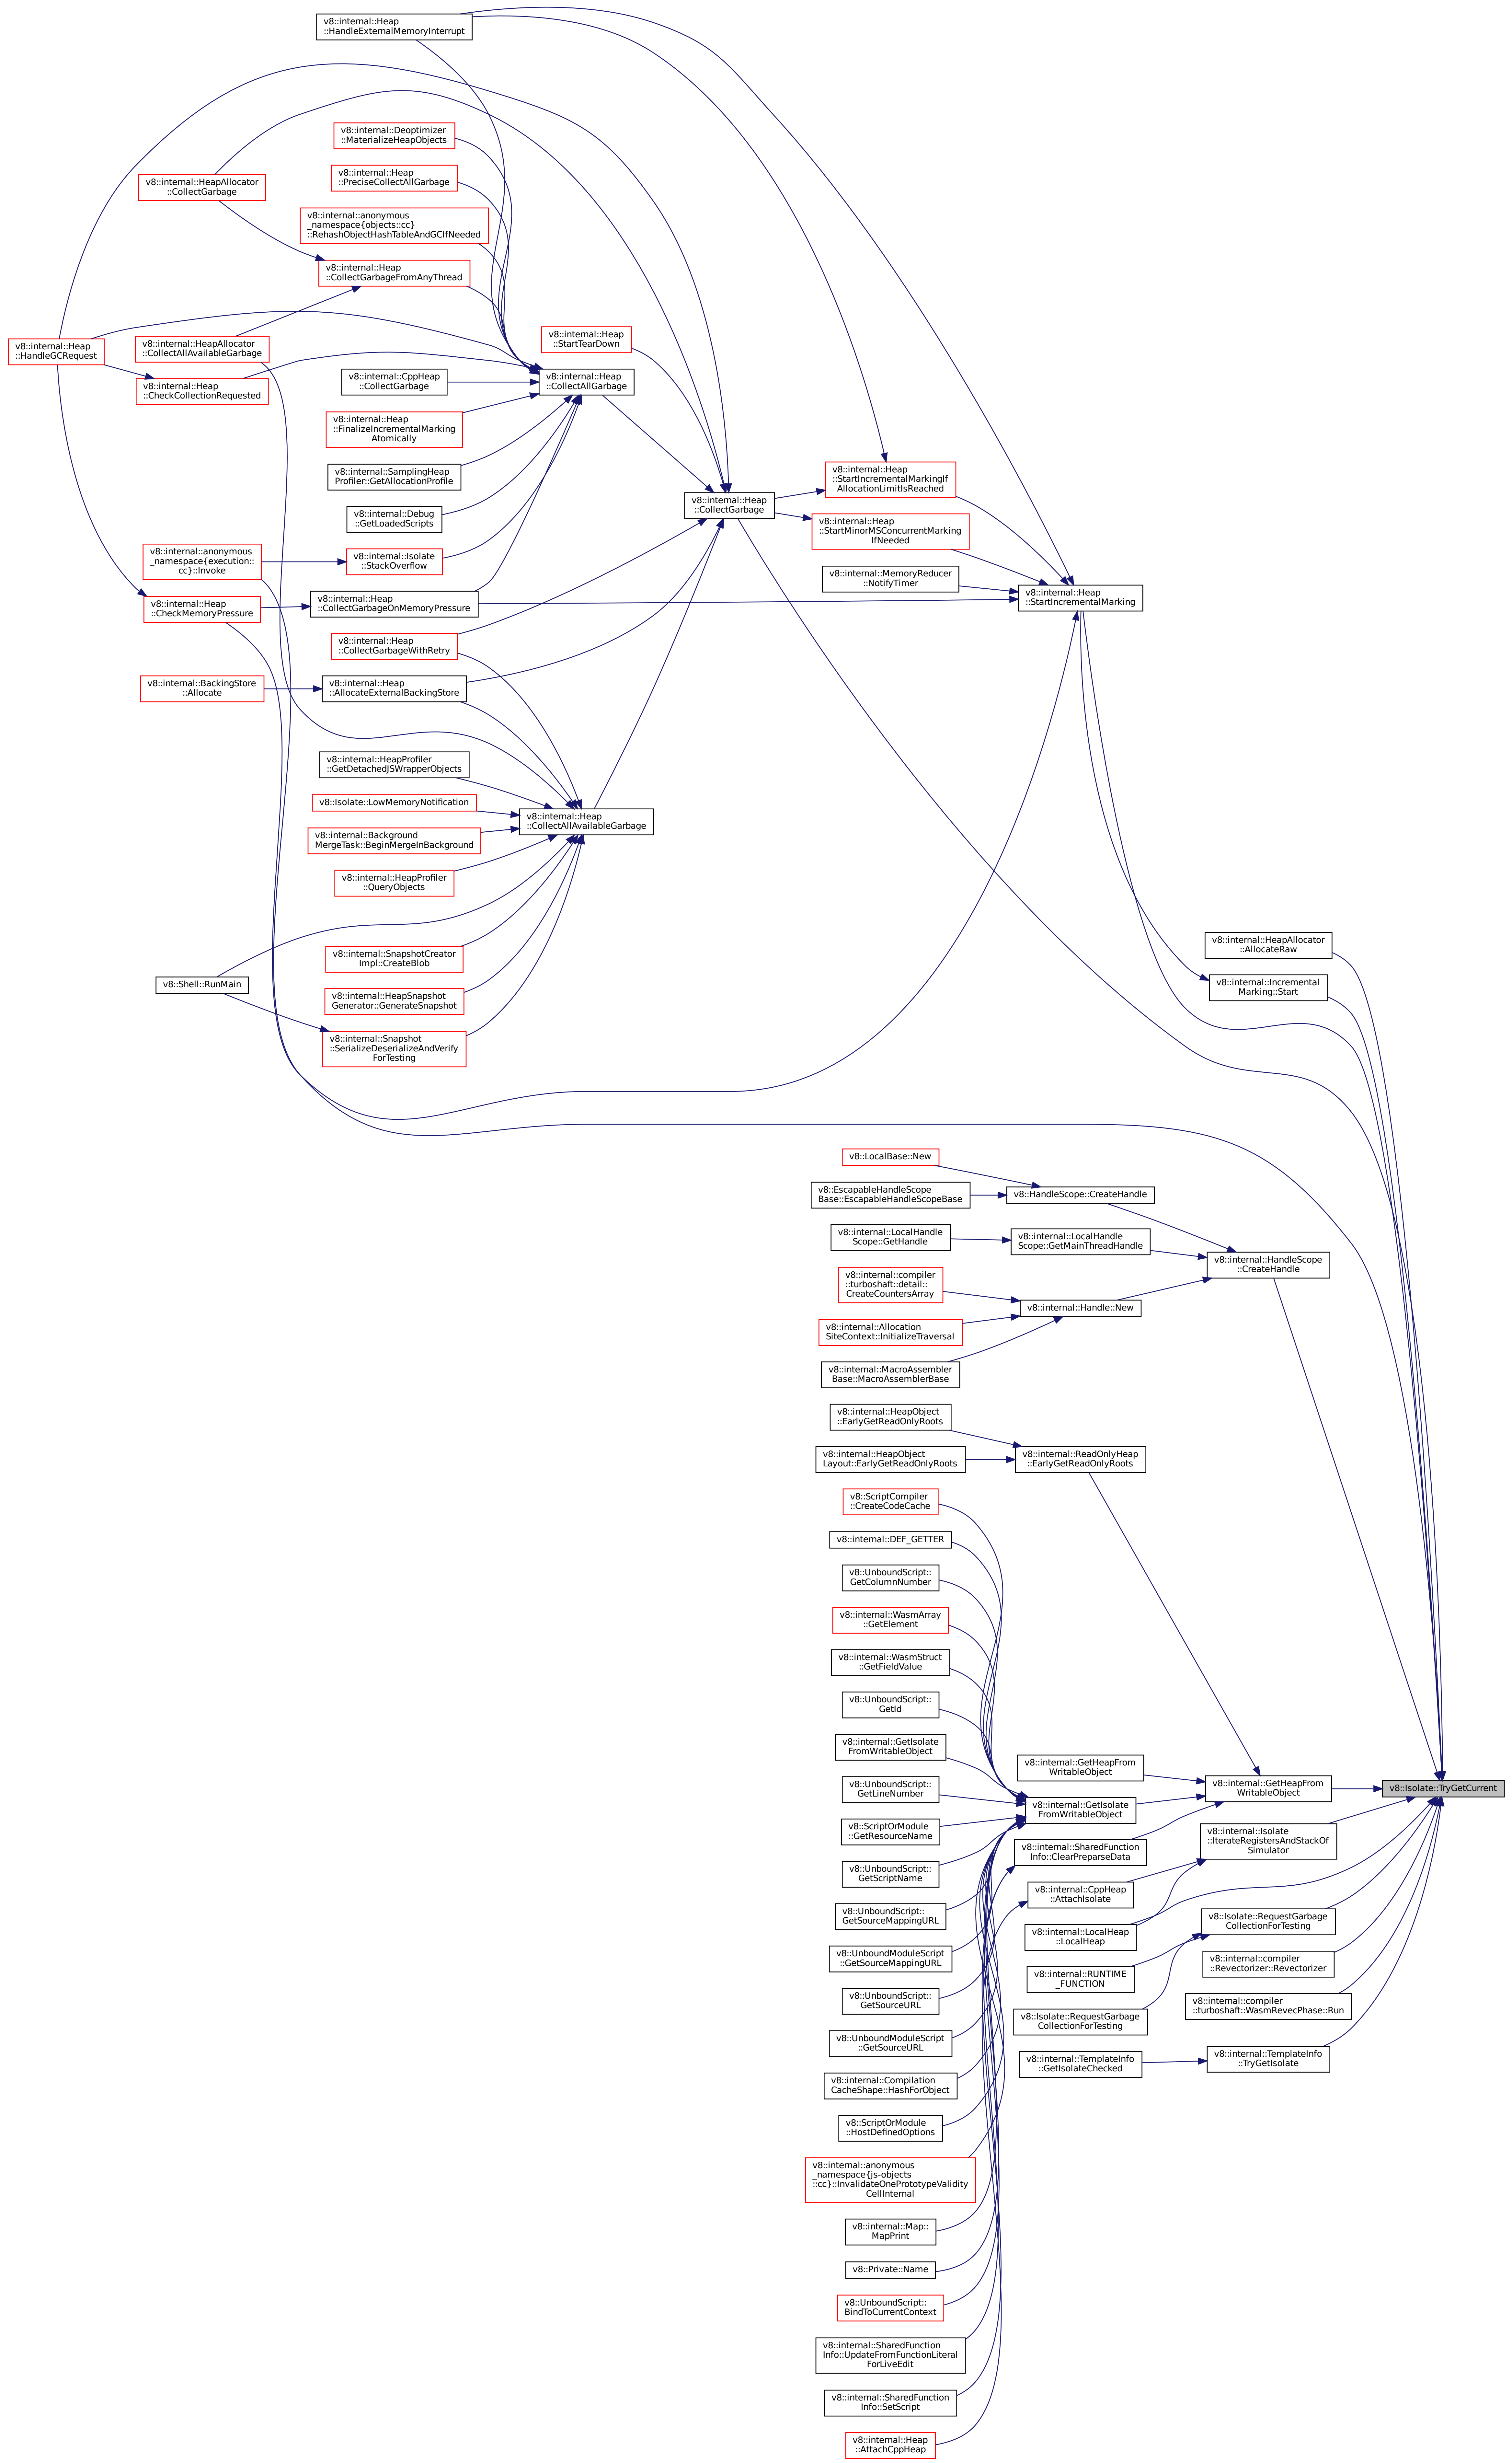 v8::internal::Heap
::HandleExternalMemoryInterrupt
v8::internal::Deoptimizer
::MaterializeHeapObjects
v8::internal::Heap
::PreciseCollectAllGarbage
v8::internal::HeapAllocator
::CollectGarbage
v8::internal::anonymous
_namespace{objects::cc}
::RehashObjectHashTableAndGCIfNeeded
v8::internal::Heap
::CollectGarbageFromAnyThread
v8::internal::Heap
::StartTearDown
v8::internal::Heap
::HandleGCRequest
v8::internal::HeapAllocator
::CollectAllAvailableGarbage
v8::internal::Heap
::CheckCollectionRequested
v8::internal::CppHeap
::CollectGarbage
v8::internal::Heap
::CollectAllGarbage
v8::internal::Heap
::FinalizeIncrementalMarking
Atomically
v8::internal::SamplingHeap
Profiler::GetAllocationProfile
v8::internal::Heap
::StartIncrementalMarkingIf
AllocationLimitIsReached
v8::internal::Debug
::GetLoadedScripts
v8::internal::Heap
::CollectGarbage
v8::internal::Heap
::StartMinorMSConcurrentMarking
IfNeeded
v8::internal::anonymous
_namespace{execution::
cc}::Invoke
v8::internal::Isolate
::StackOverflow
v8::internal::MemoryReducer
::NotifyTimer
v8::internal::Heap
::CheckMemoryPressure
v8::internal::Heap
::CollectGarbageOnMemoryPressure
v8::internal::Heap
::StartIncrementalMarking
v8::internal::Heap
::CollectGarbageWithRetry
v8::internal::BackingStore
::Allocate
v8::internal::Heap
::AllocateExternalBackingStore
v8::internal::HeapProfiler
::GetDetachedJSWrapperObjects
v8::Isolate::LowMemoryNotification
v8::internal::Heap
::CollectAllAvailableGarbage
v8::internal::Background
MergeTask::BeginMergeInBackground
v8::internal::HeapProfiler
::QueryObjects
v8::internal::SnapshotCreator
Impl::CreateBlob
v8::internal::HeapAllocator
::AllocateRaw
v8::Shell::RunMain
v8::internal::HeapSnapshot
Generator::GenerateSnapshot
v8::internal::Incremental
Marking::Start
v8::internal::Snapshot
::SerializeDeserializeAndVerify
ForTesting
v8::LocalBase::New
v8::EscapableHandleScope
Base::EscapableHandleScopeBase
v8::HandleScope::CreateHandle
v8::internal::LocalHandle
Scope::GetHandle
v8::internal::LocalHandle
Scope::GetMainThreadHandle
v8::internal::HandleScope
::CreateHandle
v8::internal::compiler
::turboshaft::detail::
CreateCountersArray
v8::internal::Handle::New
v8::internal::Allocation
SiteContext::InitializeTraversal
v8::internal::MacroAssembler
Base::MacroAssemblerBase
v8::internal::HeapObject
::EarlyGetReadOnlyRoots
v8::internal::HeapObject
Layout::EarlyGetReadOnlyRoots
v8::internal::ReadOnlyHeap
::EarlyGetReadOnlyRoots
v8::ScriptCompiler
::CreateCodeCache
v8::internal::DEF_GETTER
v8::UnboundScript::
GetColumnNumber
v8::internal::WasmArray
::GetElement
v8::internal::WasmStruct
::GetFieldValue
v8::UnboundScript::
GetId
v8::internal::GetIsolate
FromWritableObject
v8::internal::GetHeapFrom
WritableObject
v8::internal::GetHeapFrom
WritableObject
v8::Isolate::TryGetCurrent
v8::UnboundScript::
GetLineNumber
v8::internal::GetIsolate
FromWritableObject
v8::ScriptOrModule
::GetResourceName
v8::internal::SharedFunction
Info::ClearPreparseData
v8::internal::Isolate
::IterateRegistersAndStackOf
Simulator
v8::UnboundScript::
GetScriptName
v8::internal::CppHeap
::AttachIsolate
v8::UnboundScript::
GetSourceMappingURL
v8::internal::LocalHeap
::LocalHeap
v8::Isolate::RequestGarbage
CollectionForTesting
v8::UnboundModuleScript
::GetSourceMappingURL
v8::internal::RUNTIME
_FUNCTION
v8::internal::compiler
::Revectorizer::Revectorizer
v8::UnboundScript::
GetSourceURL
v8::Isolate::RequestGarbage
CollectionForTesting
v8::internal::compiler
::turboshaft::WasmRevecPhase::Run
v8::UnboundModuleScript
::GetSourceURL
v8::internal::TemplateInfo
::GetIsolateChecked
v8::internal::TemplateInfo
::TryGetIsolate
v8::internal::Compilation
CacheShape::HashForObject
v8::ScriptOrModule
::HostDefinedOptions
v8::internal::anonymous
_namespace{js-objects
::cc}::InvalidateOnePrototypeValidity
CellInternal
v8::internal::Map::
MapPrint
v8::Private::Name
v8::UnboundScript::
BindToCurrentContext
v8::internal::SharedFunction
Info::UpdateFromFunctionLiteral
ForLiveEdit
v8::internal::SharedFunction
Info::SetScript
v8::internal::Heap
::AttachCppHeap